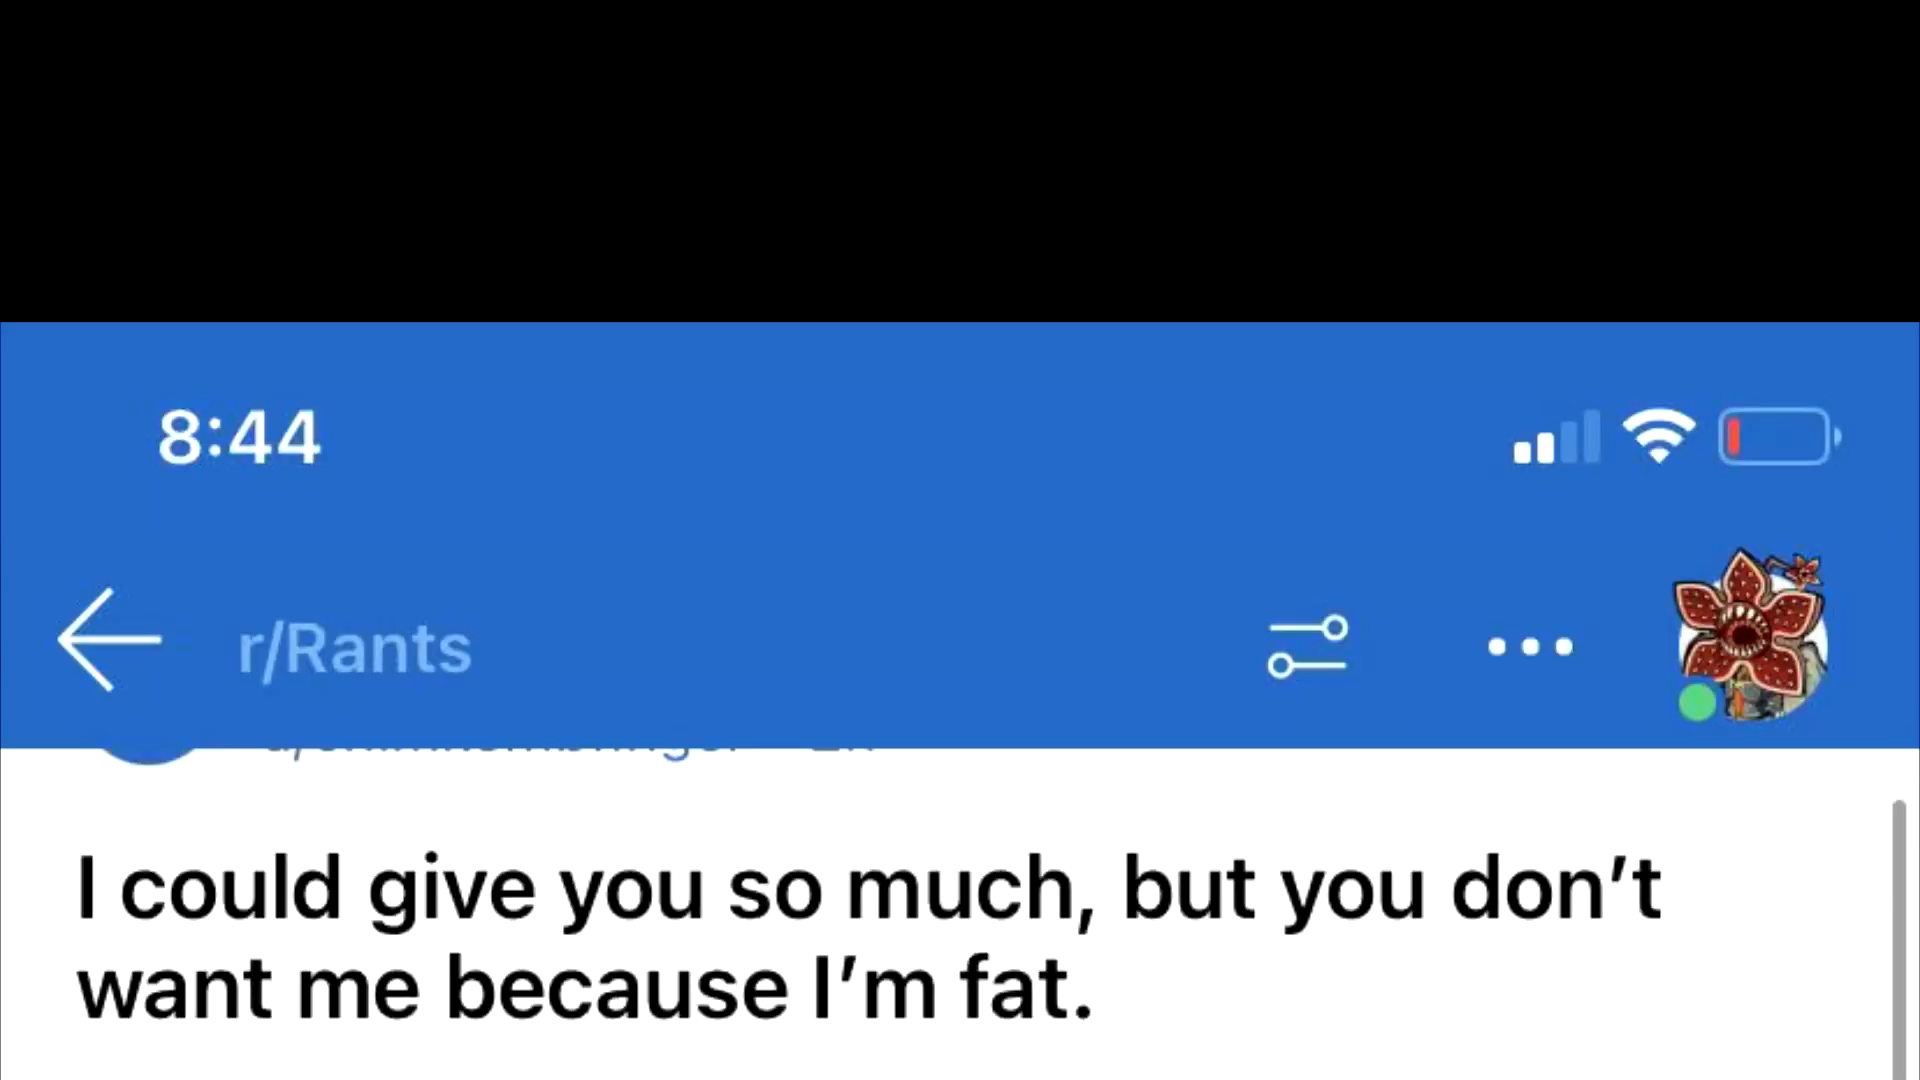 8:44
r/Rants
I could give you so much, but you don’t
want me because I’m fat.